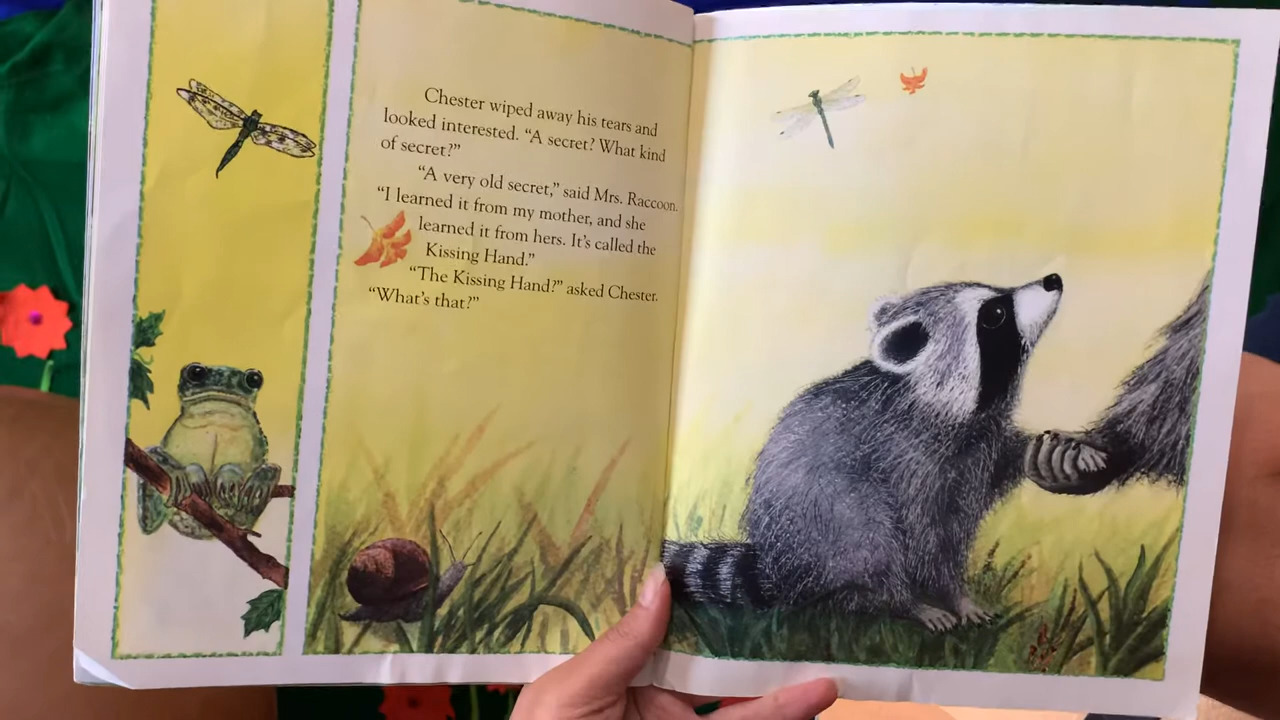 Chester wiped away his tears and
looked interested. “A secret? What kind
of secret?”
“A very old secret,” said Mrs. Raccoon.
“I learned it from my mother, and she
learned it from hers. It’s called the
Kissing Hand.”
“The Kissing Hand?” asked Chester.
“What’s that?”